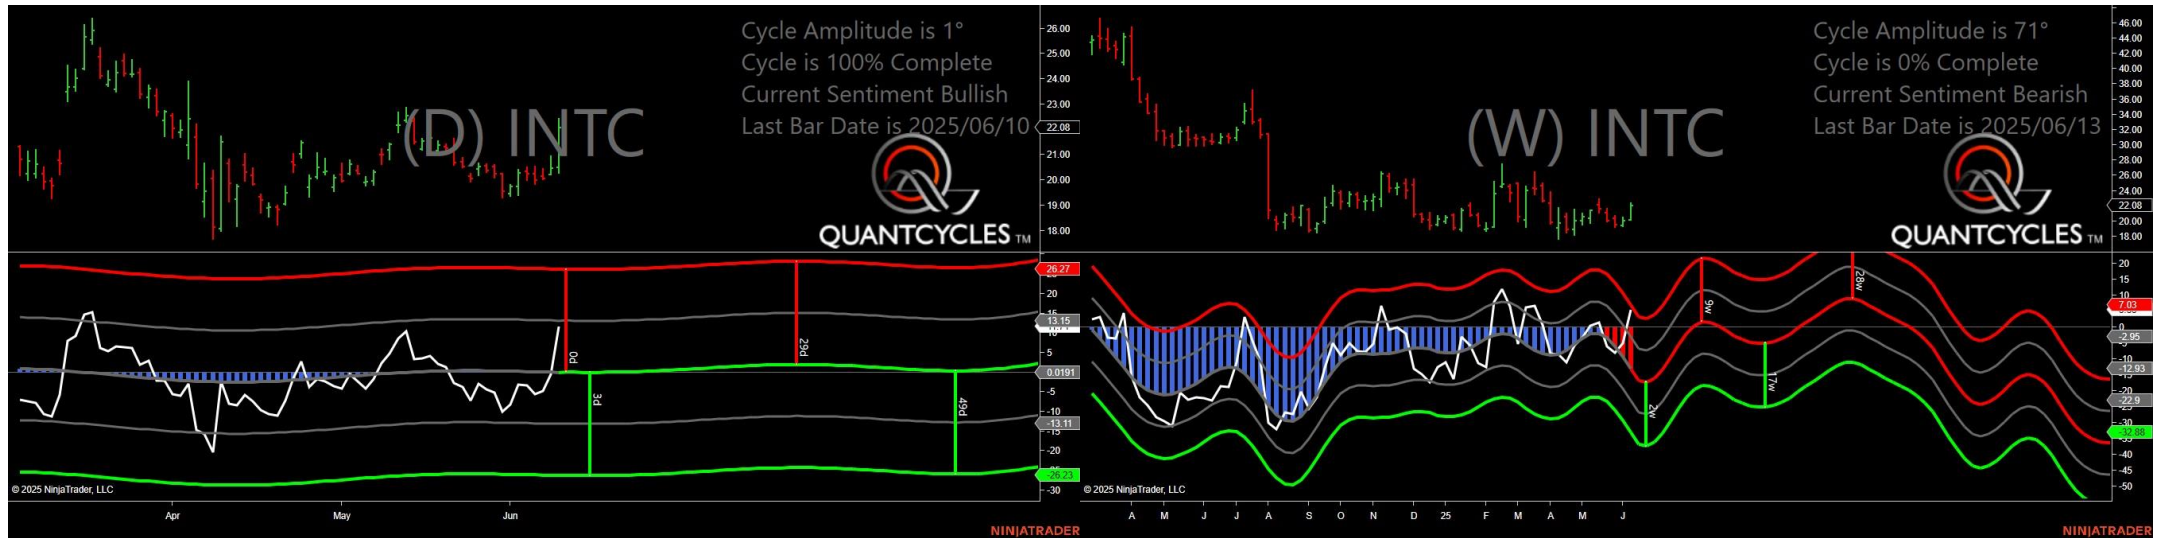 Cycle Amplitude is 1°
Cycle is 100% Complete
Current Sentiment Bullish
Last Bar Date is 2025/06/10
(D) INTC
QUANTCYCLES TM
26.00
25.00
24.00
23.00
22.08
21.00
20.00
19.00
18.00
26.27
20
13.15
5
0.0191
-5
-10
-13.11
-15
-20
-26.23
-30
0d
3d
29d
49d
© 2025 NinjaTrader, LLC
Apr
May
Jun
NINJATRADER
Cycle Amplitude is 71°
Cycle is 0% Complete
Current Sentiment Bearish
Last Bar Date is 2025/06/13
(W) INTC
QUANTCYCLES TM
46.00
44.00
42.00
40.00
38.00
36.00
34.00
32.00
30.00
28.00
26.00
24.00
22.08
20.00
18.00
20
15
10
7.03
0
-2.95
-12.93
-20
-22.9
-32.88
-40
-45
-50
2w
9w
17w
28w
© 2025 NinjaTrader, LLC
A
M
J
J
A
S
O
N
D
25
F
M
A
M
J
NINJATRADER